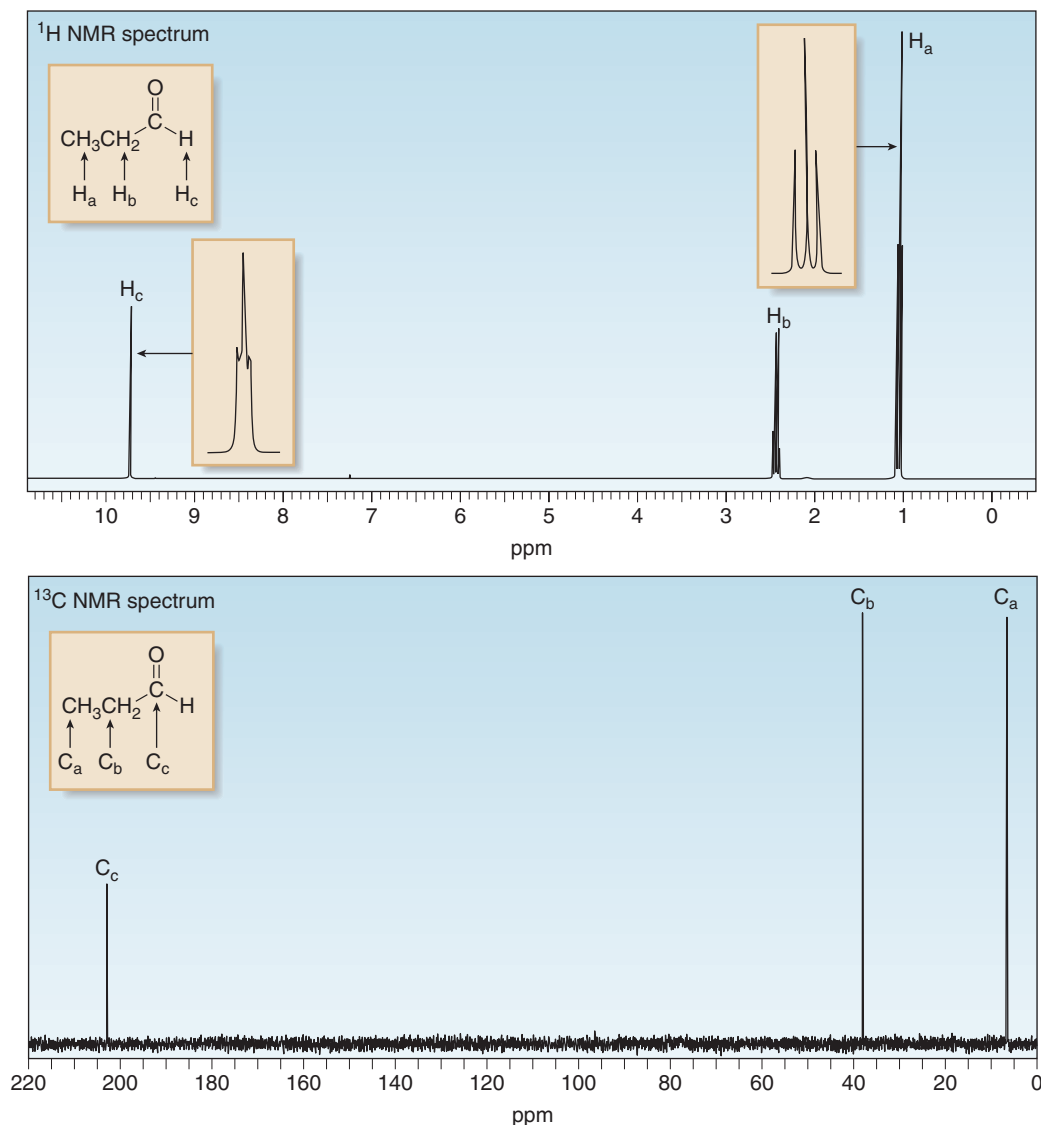 ¹H NMR spectrum
O
C
CH₃CH₂ H
Hₐ H_b H_c
H_c
H_b
Hₐ
10 9 8 7 6 5 4 3 2 1 0
ppm
¹³C NMR spectrum
O
C
CH₃CH₂ H
Cₐ C_b C_c
C_c
C_b
Cₐ
220 200 180 160 140 120 100 80 60 40 20 0
ppm